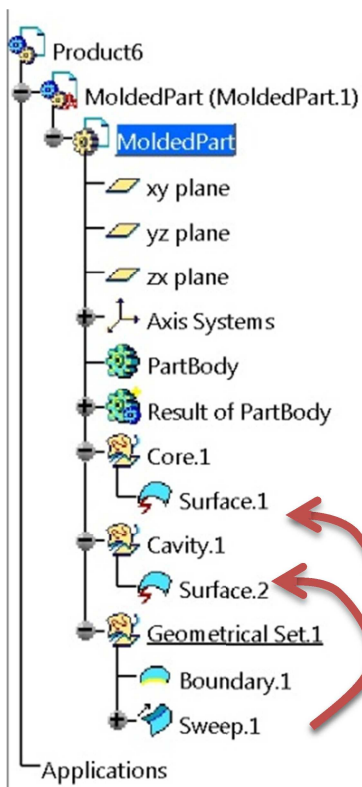 Product6
MoldedPart (MoldedPart.1)
MoldedPart
xy plane
yz plane
zx plane
Axis Systems
PartBody
Result of PartBody
Core.1
Surface.1
Cavity.1
Surface.2
Geometrical Set.1
Boundary.1
Sweep.1
Applications